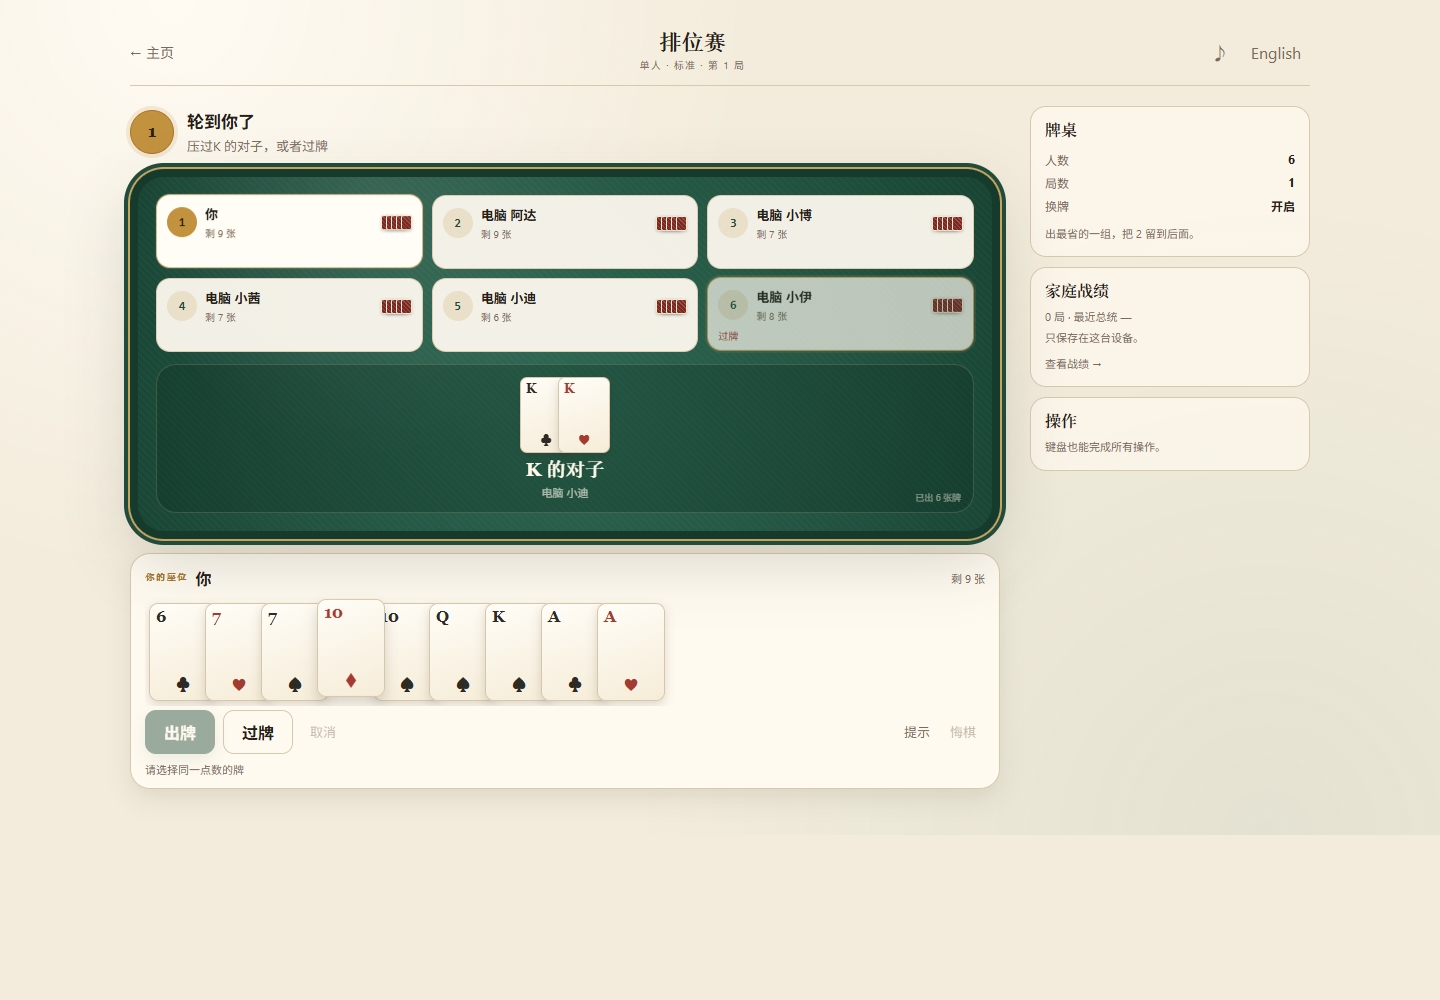 ← 主页
排位赛
单人 · 标准 · 第 1 局
♪
English
1
轮到你了
压过K 的对子，或者过牌
1
你
剩 9 张
2
电脑 阿达
剩 9 张
3
电脑 小博
剩 7 张
4
电脑 小茜
剩 7 张
5
电脑 小迪
剩 6 张
6
电脑 小伊
剩 8 张
过牌
K
K
K 的对子
电脑 小迪
已出 6 张牌
你的座位
你
剩 9 张
6
7
7
10
10
Q
K
A
A
出牌
过牌
取消
提示
悔棋
请选择同一点数的牌
牌桌
人数
6
局数
1
换牌
开启
出最省的一组，把 2 留到后面。
家庭战绩
0 局 · 最近总统 —
只保存在这台设备。
查看战绩 →
操作
键盘也能完成所有操作。